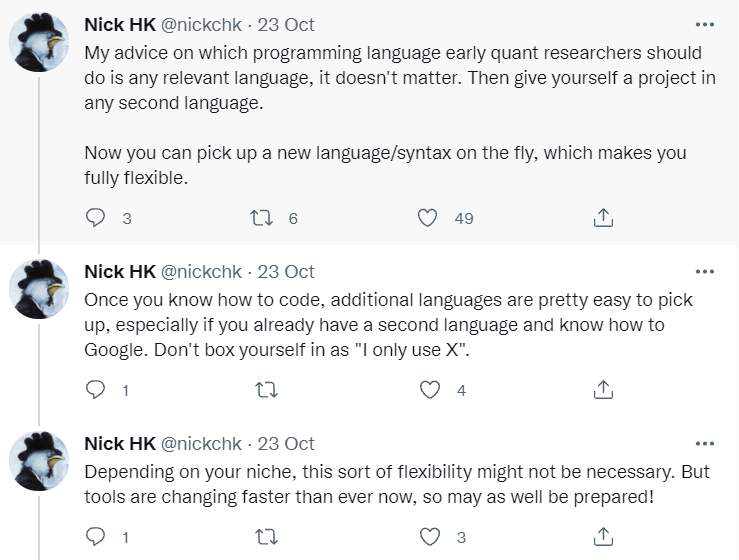 Nick HK @nickchk · 23 Oct
My advice on which programming language early quant researchers should
do is any relevant language, it doesn't matter. Then give yourself a project in
any second language.
Now you can pick up a new language/syntax on the fly, which makes you
fully flexible.
3 6 49
Nick HK @nickchk · 23 Oct
Once you know how to code, additional languages are pretty easy to pick
up, especially if you already have a second language and know how to
Google. Don't box yourself in as "I only use X".
1 4
Nick HK @nickchk · 23 Oct
Depending on your niche, this sort of flexibility might not be necessary. But
tools are changing faster than ever now, so may as well be prepared!
1 3